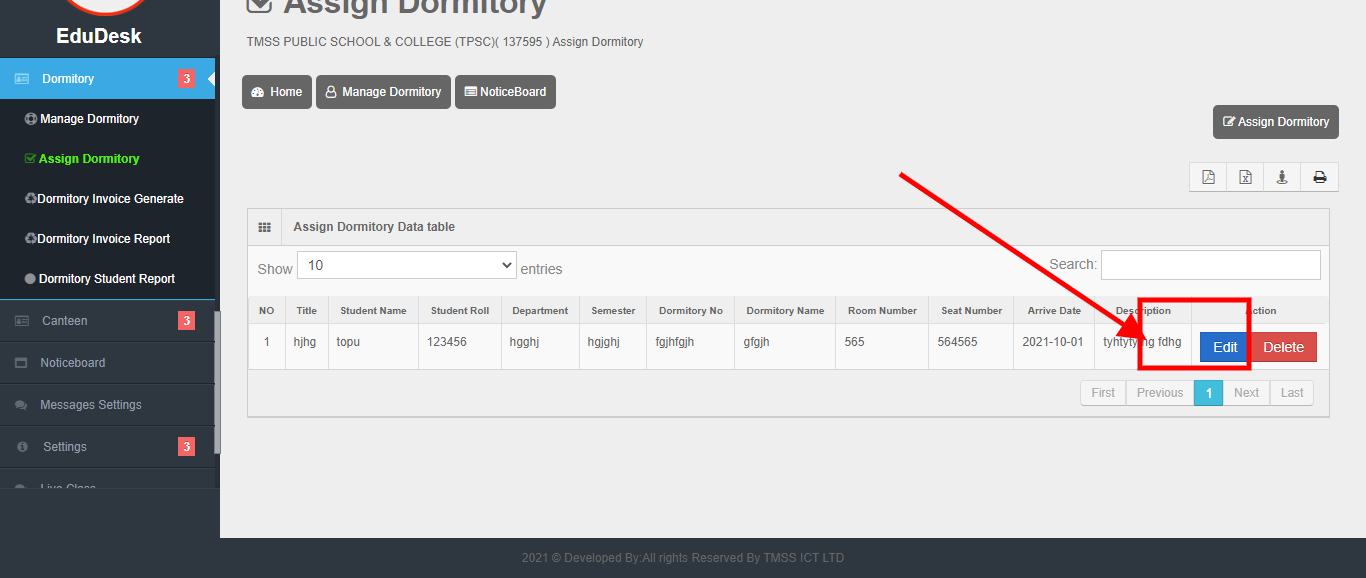 EduDesk
Dormitory 3
Manage Dormitory
Assign Dormitory
Dormitory Invoice Generate
Dormitory Invoice Report
Dormitory Student Report
Canteen 3
Noticeboard
Messages Settings
Settings 3
Live Class
Assign Dormitory
TMSS PUBLIC SCHOOL & COLLEGE (TPSC)( 137595 ) Assign Dormitory
Home Manage Dormitory NoticeBoard
Assign Dormitory
Assign Dormitory Data table
Show 10 entries Search:
NO Title Student Name Student Roll Department Semester Dormitory No Dormitory Name Room Number Seat Number Arrive Date Description Action
1 hjhg topu 123456 hgghj hgjghj fgjhfgjh gfgjh 565 564565 2021-10-01 fdhg Edit Delete
First Previous 1 Next Last
2021 © Developed By:All rights Reserved By TMSS ICT LTD